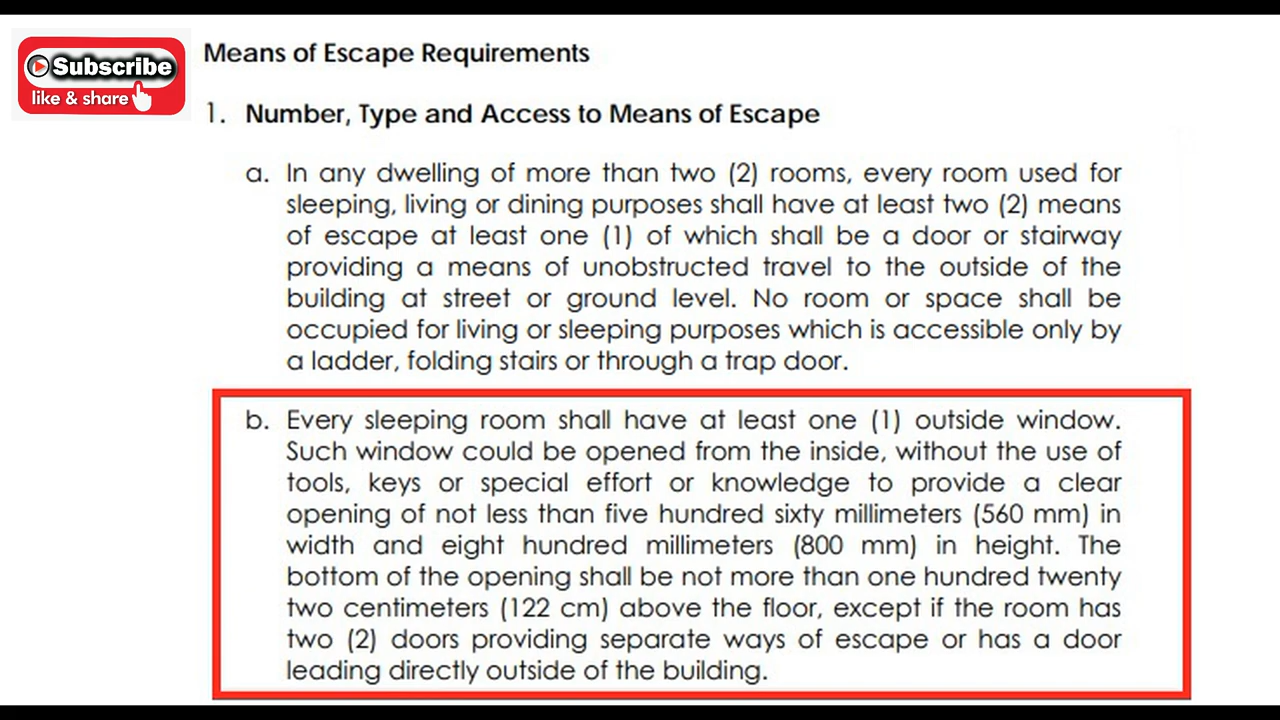 Subscribe
like & share
Means of Escape Requirements
1. Number, Type and Access to Means of Escape
a. In any dwelling of more than two (2) rooms, every room used for
sleeping, living or dining purposes shall have at least two (2) means
of escape at least one (1) of which shall be a door or stairway
providing a means of unobstructed travel to the outside of the
building at street or ground level. No room or space shall be
occupied for living or sleeping purposes which is accessible only by
a ladder, folding stairs or through a trap door.
b. Every sleeping room shall have at least one (1) outside window.
Such window could be opened from the inside, without the use of
tools, keys or special effort or knowledge to provide a clear
opening of not less than five hundred sixty millimeters (560 mm) in
width and eight hundred millimeters (800 mm) in height. The
bottom of the opening shall be not more than one hundred twenty
two centimeters (122 cm) above the floor, except if the room has
two (2) doors providing separate ways of escape or has a door
leading directly outside of the building.